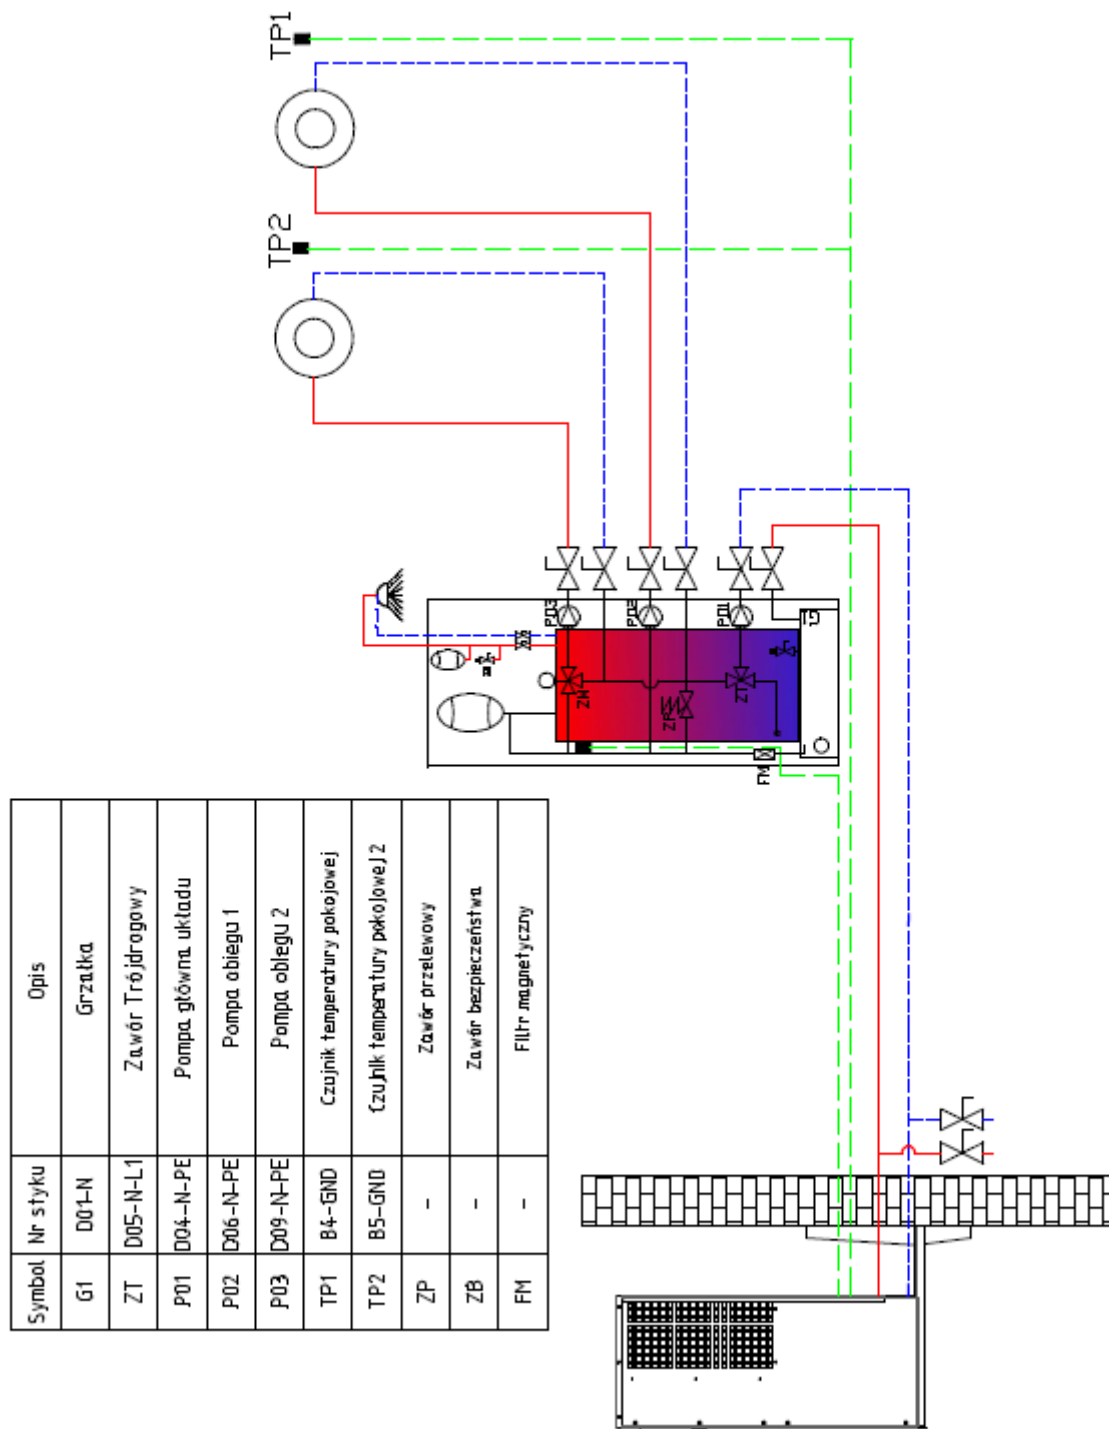 Symbol Nr styku Opis
G1 D01-N Grzałka
ZT D05-N-L1 Zawór Trójdrogowy
P01 D04-N-PE Pompa główna układu
P02 D06-N-PE Pompa obiegu 1
P03 D09-N-PE Pompa obiegu 2
TP1 B4-GND Czujnik temperatury pokojowej
TP2 B5-GND Czujnik temperatury pokojowej 2
ZP - Zawór przelewowy
ZB - Zawór bezpieczeństwa
FM - Filtr magnetyczny
TP1
TP2
P03
P02
P01
G1
ZM
ZP
ZT
FM